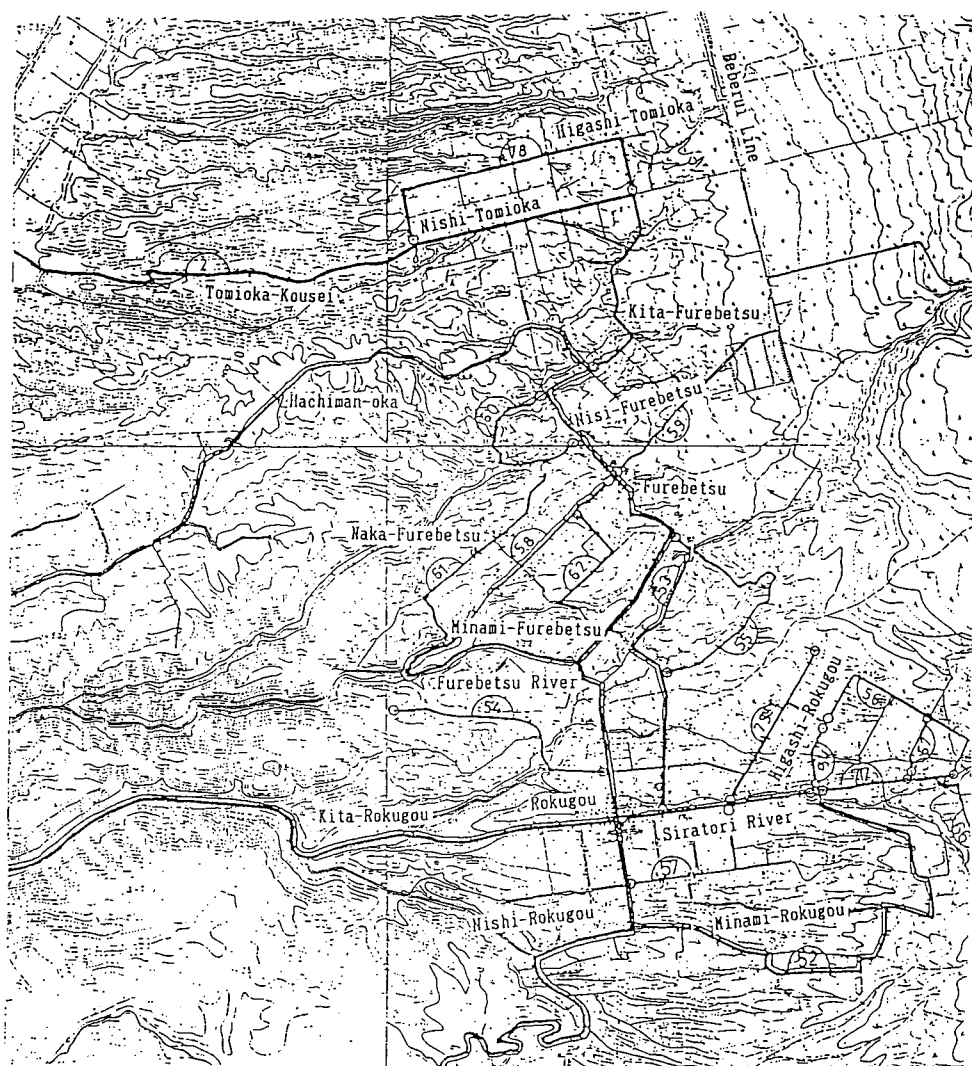 Beberui Line
Higashi-Tomioka
Nishi-Tomioka
2
Tomioka-Kousei
Kita-Furebetsu
Hachiman-oka
60
Nisi-Furebetsu
59
Furebetsu
Naka-Furebetsu
58
61
62
53
Minami-Furebetsu
55
Furebetsu River
54
Higashi-Rokugou
Rokugou
Kita-Rokugou
Siratori River
57
Nishi-Rokugou
Minami-Rokugou
52